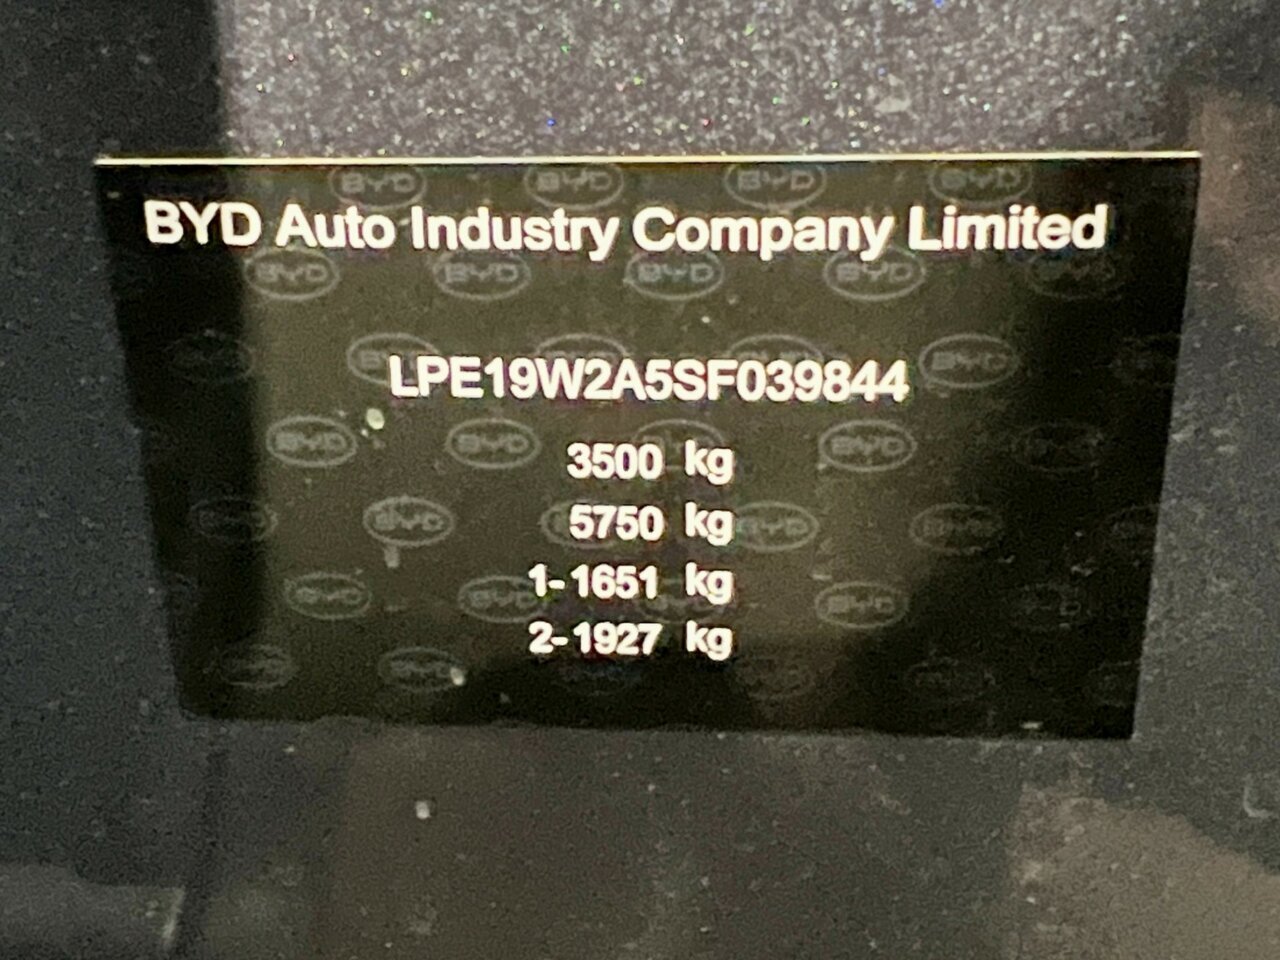 BYD Auto Industry Company Limited
LPE19W2A5SF039844
3500 kg
5750 kg
1-1651 kg
2-1927 kg